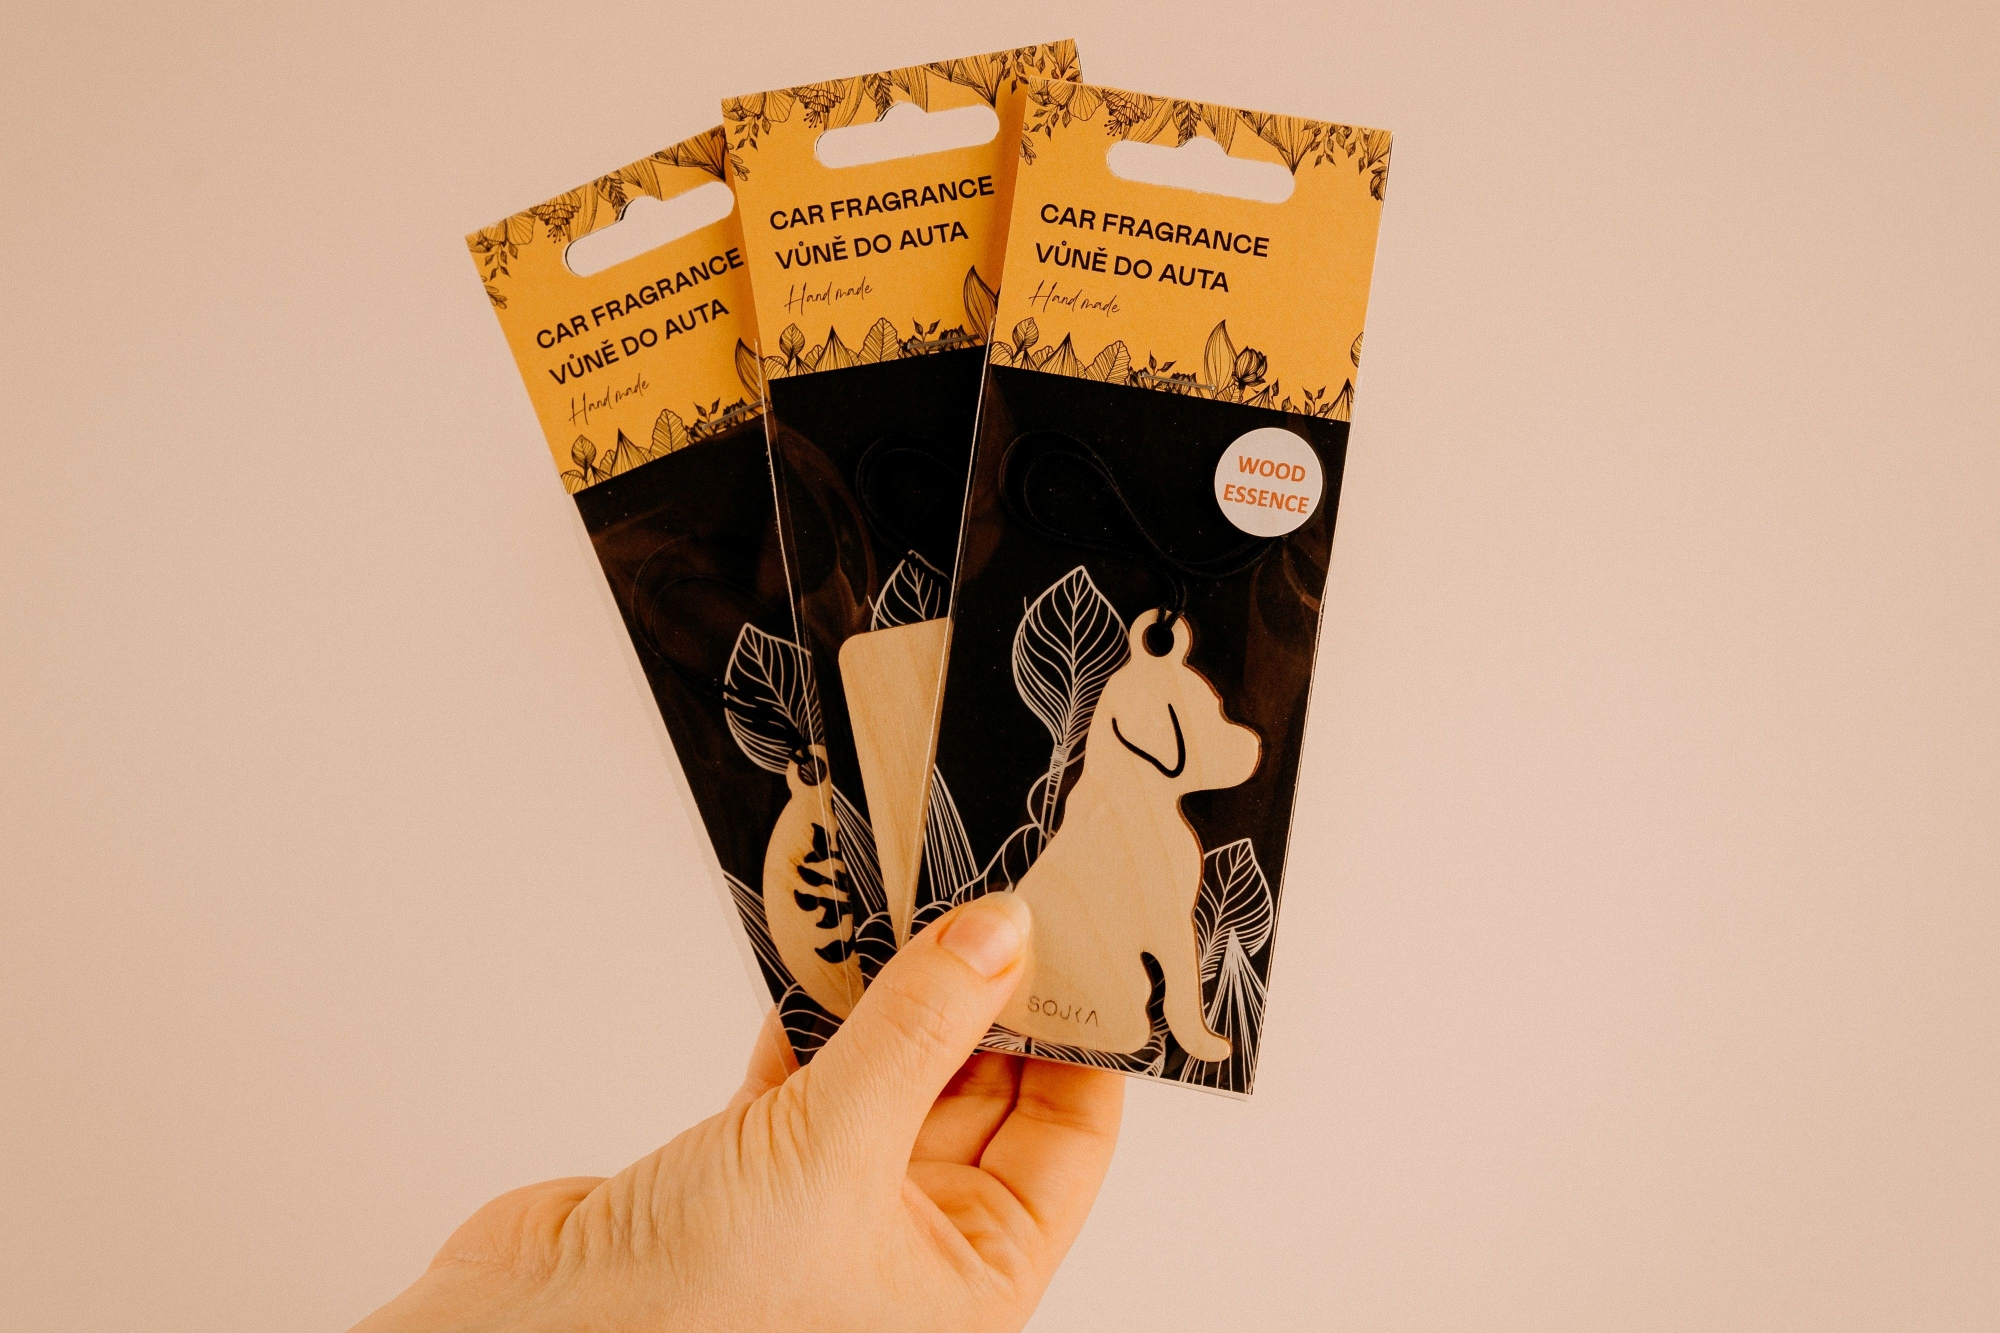 CAR FRAGRANCE
VŮNĚ DO AUTA
Hand made
CAR FRAGRANCE
VŮNĚ DO AUTA
Hand made
CAR FRAGRANCE
VŮNĚ DO AUTA
Hand made
WOOD
ESSENCE
SOJKA